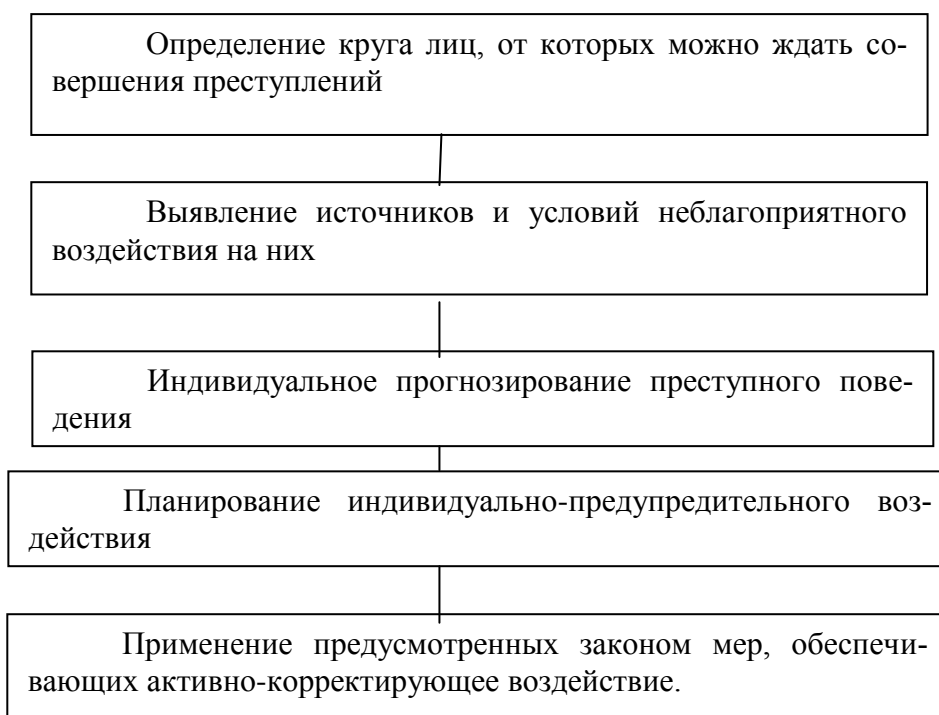 Определение круга лиц, от которых можно ждать со-
вершения преступлений
Выявление источников и условий неблагоприятного
воздействия на них
Индивидуальное прогнозирование преступного пове-
дения
Планирование индивидуально-предупредительного воз-
действия
Применение предусмотренных законом мер, обеспечи-
вающих активно-корректирующее воздействие.